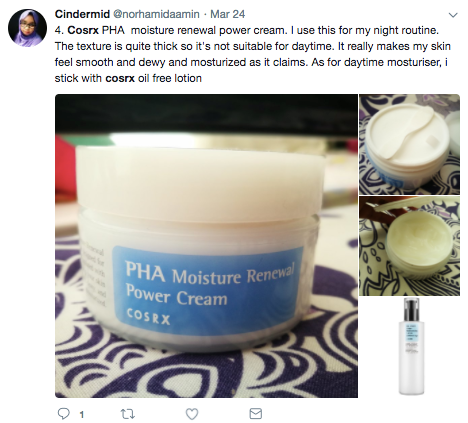 Cindermid @norhamidaamin · Mar 24
4. Cosrx PHA  moisture renewal power cream. I use this for my night routine.
The texture is quite thick so it's not suitable for daytime. It really makes my skin
feel smooth and dewy and mosturized as it claims. As for daytime mosturiser, i
stick with cosrx oil free lotion
PHA Moisture Renewal
Power Cream
COSRX
1